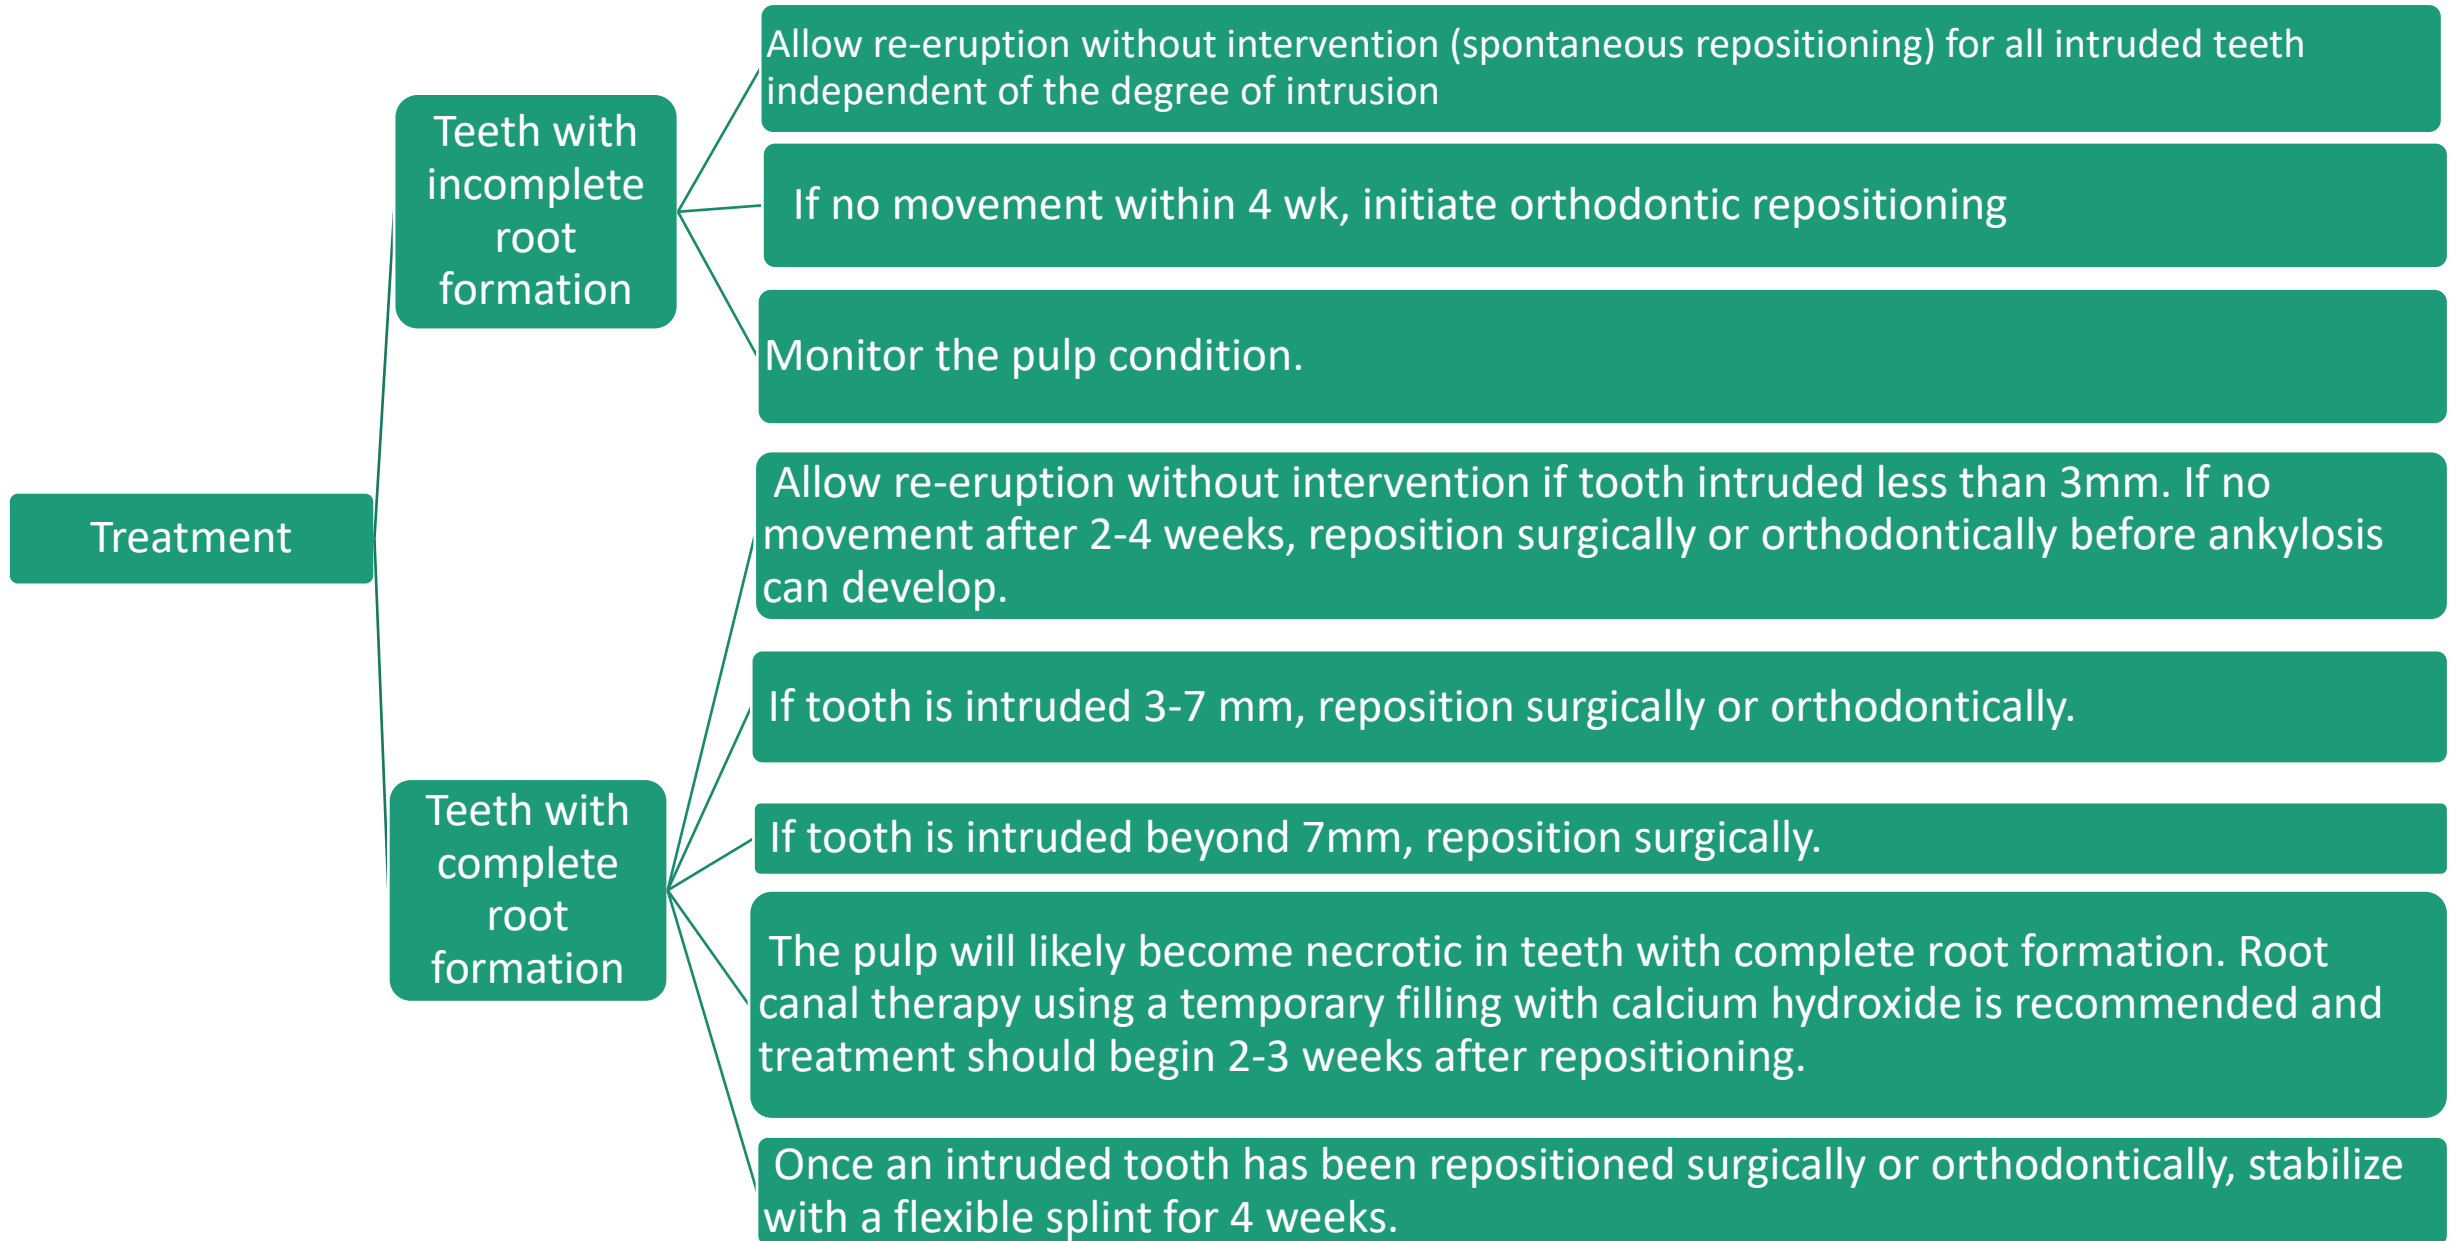 Treatment
Teeth with
incomplete
root
formation
Allow re-eruption without intervention (spontaneous repositioning) for all intruded teeth
independent of the degree of intrusion
If no movement within 4 wk, initiate orthodontic repositioning
Monitor the pulp condition.
Teeth with
complete
root
formation
Allow re-eruption without intervention if tooth intruded less than 3mm. If no
movement after 2-4 weeks, reposition surgically or orthodontically before ankylosis
can develop.
If tooth is intruded 3-7 mm, reposition surgically or orthodontically.
If tooth is intruded beyond 7mm, reposition surgically.
The pulp will likely become necrotic in teeth with complete root formation. Root
canal therapy using a temporary filling with calcium hydroxide is recommended and
treatment should begin 2-3 weeks after repositioning.
Once an intruded tooth has been repositioned surgically or orthodontically, stabilize
with a flexible splint for 4 weeks.